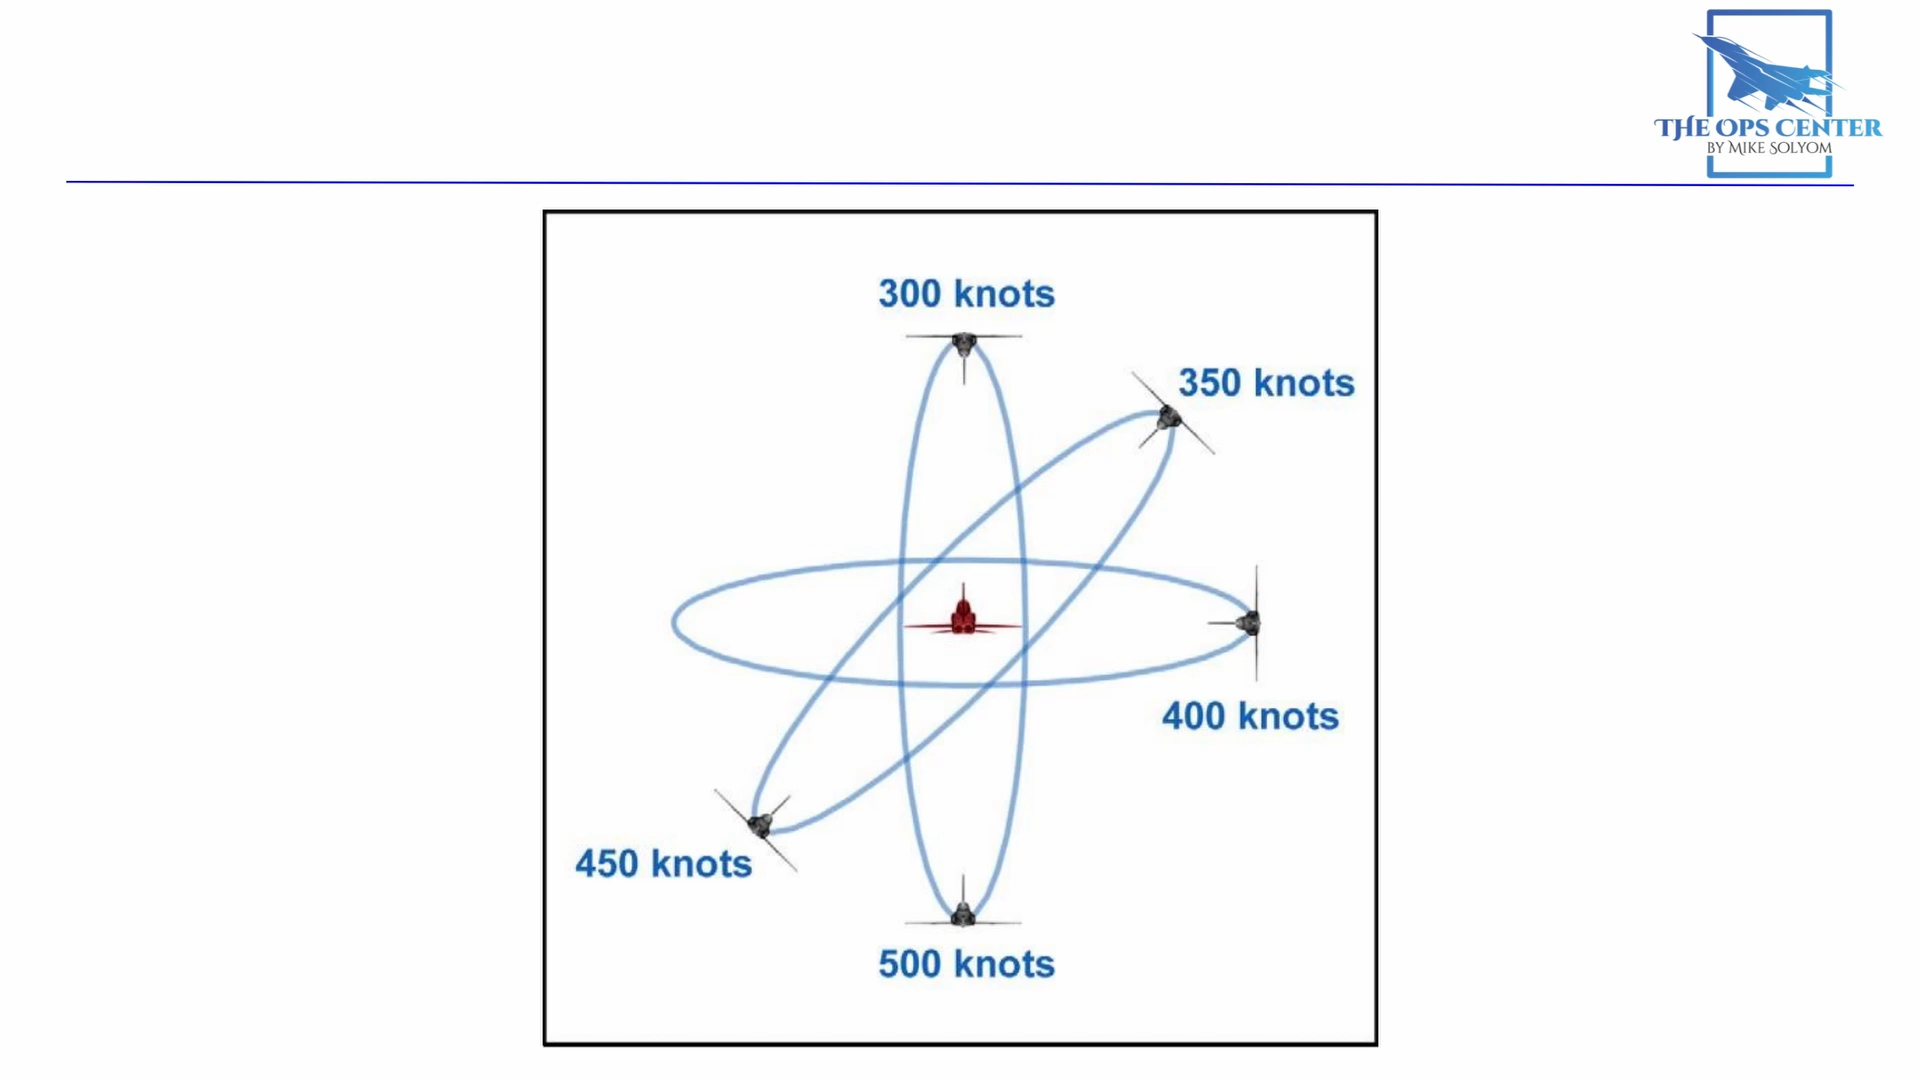 THE OPS CENTER
BY MIKE SOLYOM
300 knots
350 knots
400 knots
450 knots
500 knots